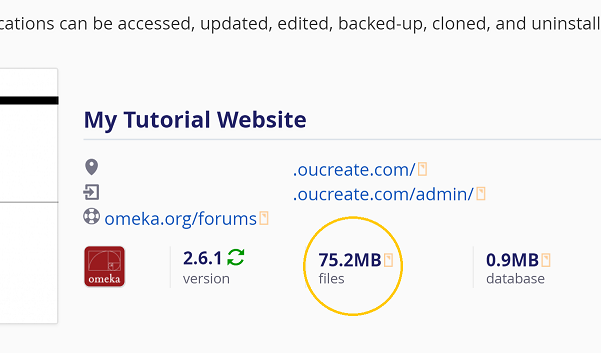 cations can be accessed, updated, edited, backed-up, cloned, and uninstall
My Tutorial Website
.oucreate.com/
.oucreate.com/admin/
omeka.org/forums
omeka
2.6.1
version
75.2MB
files
0.9MB
database